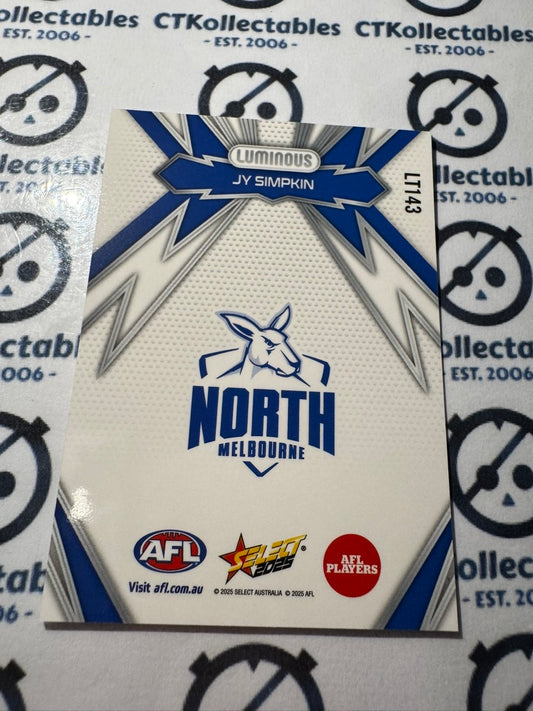 CTKollectables
CTKollectables
CTKollectables
- EST. 2006 -
- EST. 2006 -
- EST. 2006 -
LUMINOUS
JY SIMPKIN
LT143
NORTH
MELBOURNE
AFL
Visit afl.com.au
SELECT
2025
®
© 2025 SELECT AUSTRALIA © 2025 AFL
AFL
PLAYERS